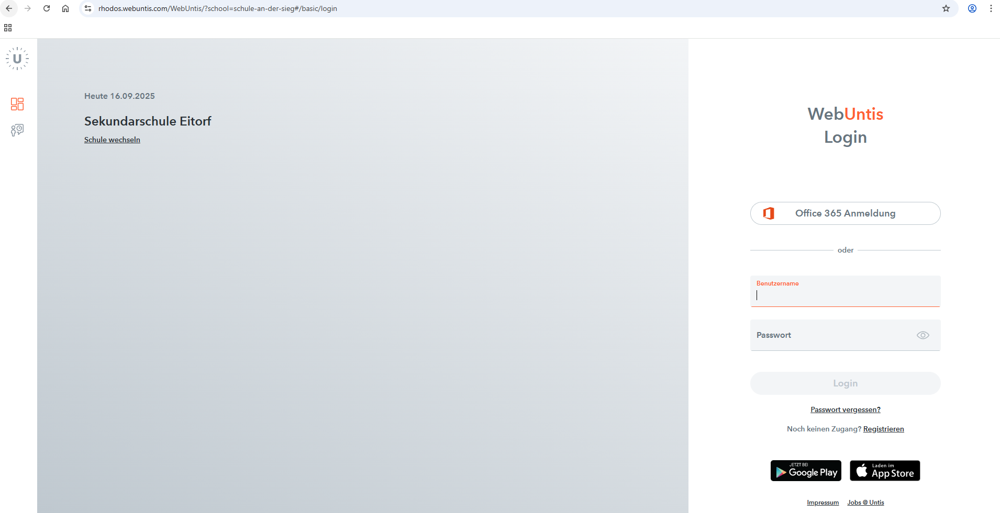 rhodos.webuntis.com/WebUntis/?school=schule-an-der-sieg#/basic/login
U
Heute 16.09.2025
Sekundarschule Eitorf
Schule wechseln
WebUntis
Login
Office 365 Anmeldung
oder
Benutzername
Passwort
Login
Passwort vergessen?
Noch keinen Zugang? Registrieren
JETZT BEI
Google Play
Laden im
App Store
Impressum Jobs @ Untis